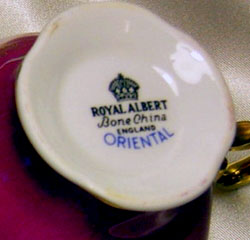 ROYAL ALBERT
Bone China
ENGLAND
ORIENTAL